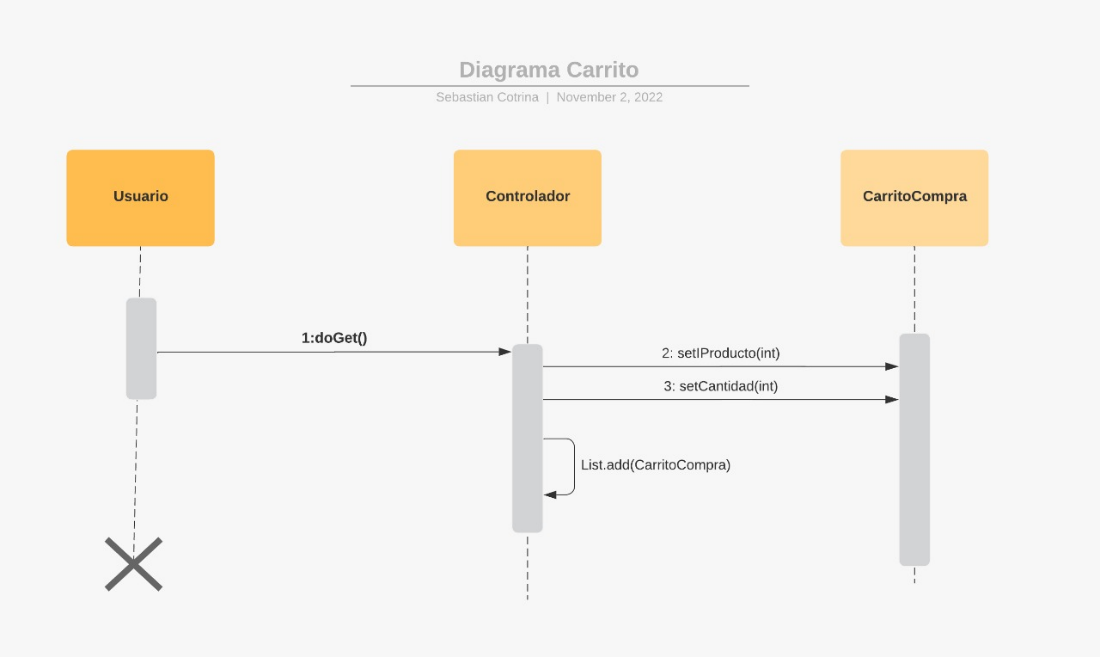 Diagrama Carrito
Sebastian Cotrina | November 2, 2022
Usuario
Controlador
CarritoCompra
1:doGet()
2: setIProducto(int)
3: setCantidad(int)
List.add(CarritoCompra)